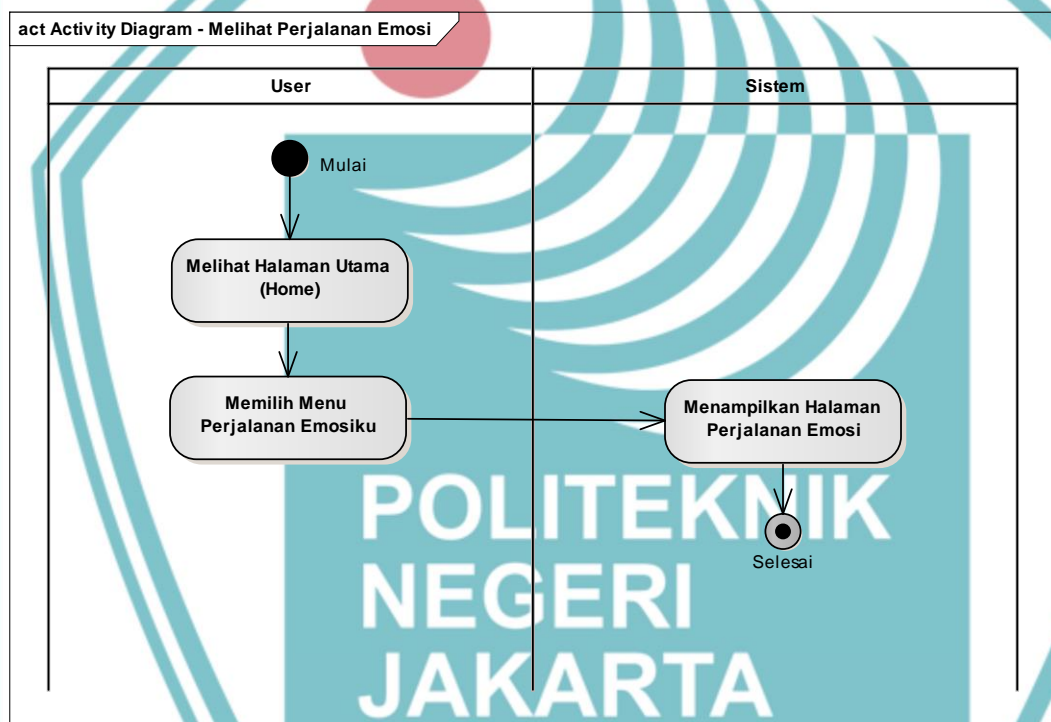 act Activity Diagram - Melihat Perjalanan Emosi
User
Sistem
Mulai
Melihat Halaman Utama
(Home)
Memilih Menu
Perjalanan Emosiku
Menampilkan Halaman
Perjalanan Emosi
Selesai
POLITEKNIK
NEGERI
JAKARTA